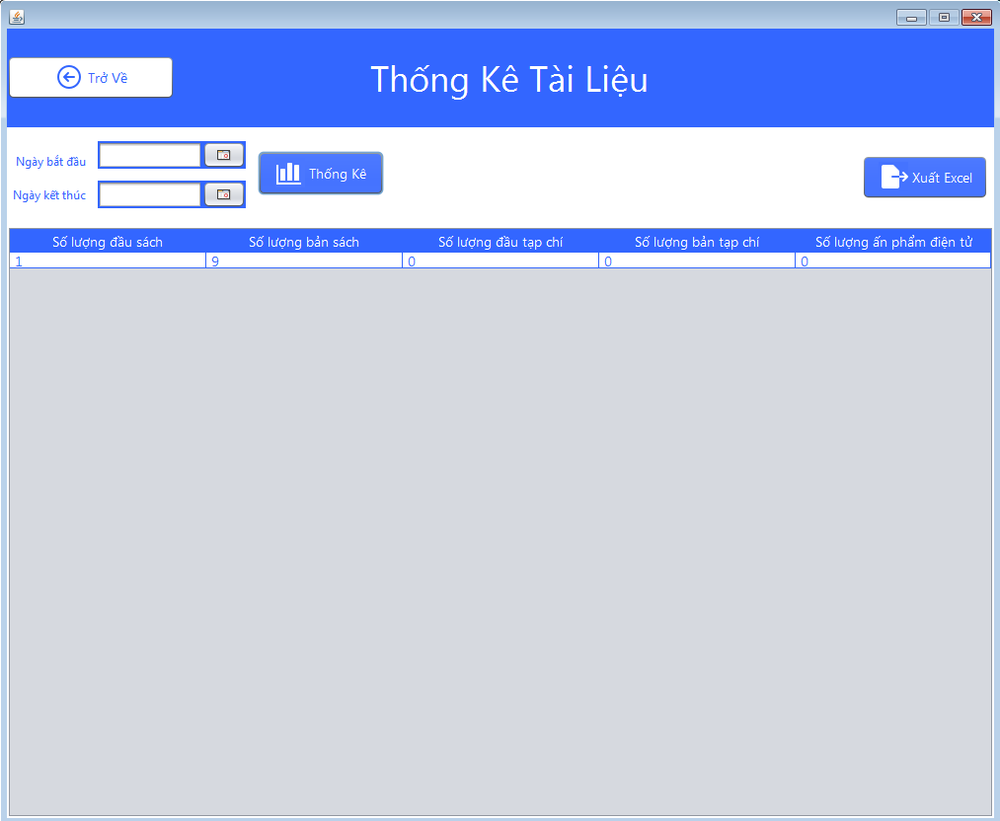 Trở Về
Thống Kê Tài Liệu
Ngày bắt đầu
Ngày kết thúc
Thống Kê
Xuất Excel
Số lượng đầu sách Số lượng bản sách Số lượng đầu tạp chí Số lượng bản tạp chí Số lượng ấn phẩm điện tử
1 9 0 0 0